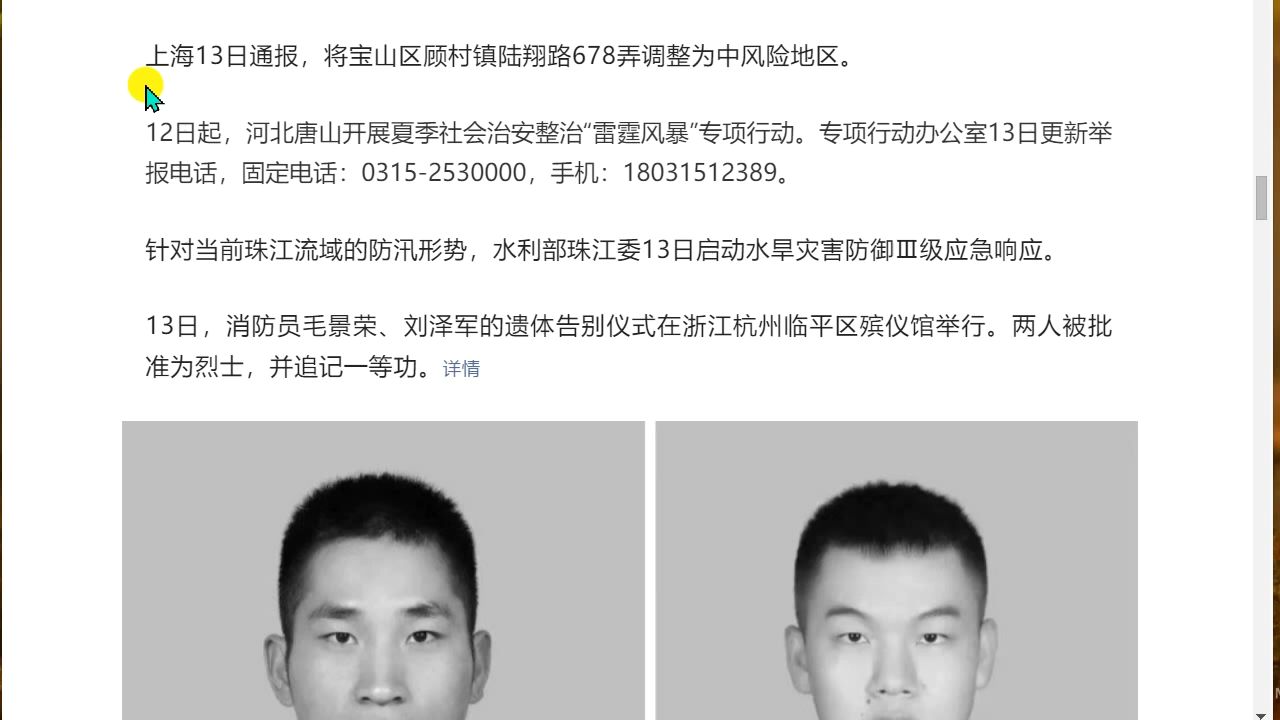 上海13日通报，将宝山区顾村镇陆翔路678弄调整为中风险地区。
12日起，河北唐山开展夏季社会治安整治“雷霆风暴”专项行动。专项行动办公室13日更新举
报电话，固定电话：0315-2530000，手机：18031512389。
针对当前珠江流域的防汛形势，水利部珠江委13日启动水旱灾害防御Ⅲ级应急响应。
13日，消防员毛景荣、刘泽军的遗体告别仪式在浙江杭州临平区殡仪馆举行。两人被批
准为烈士，并追记一等功。详情